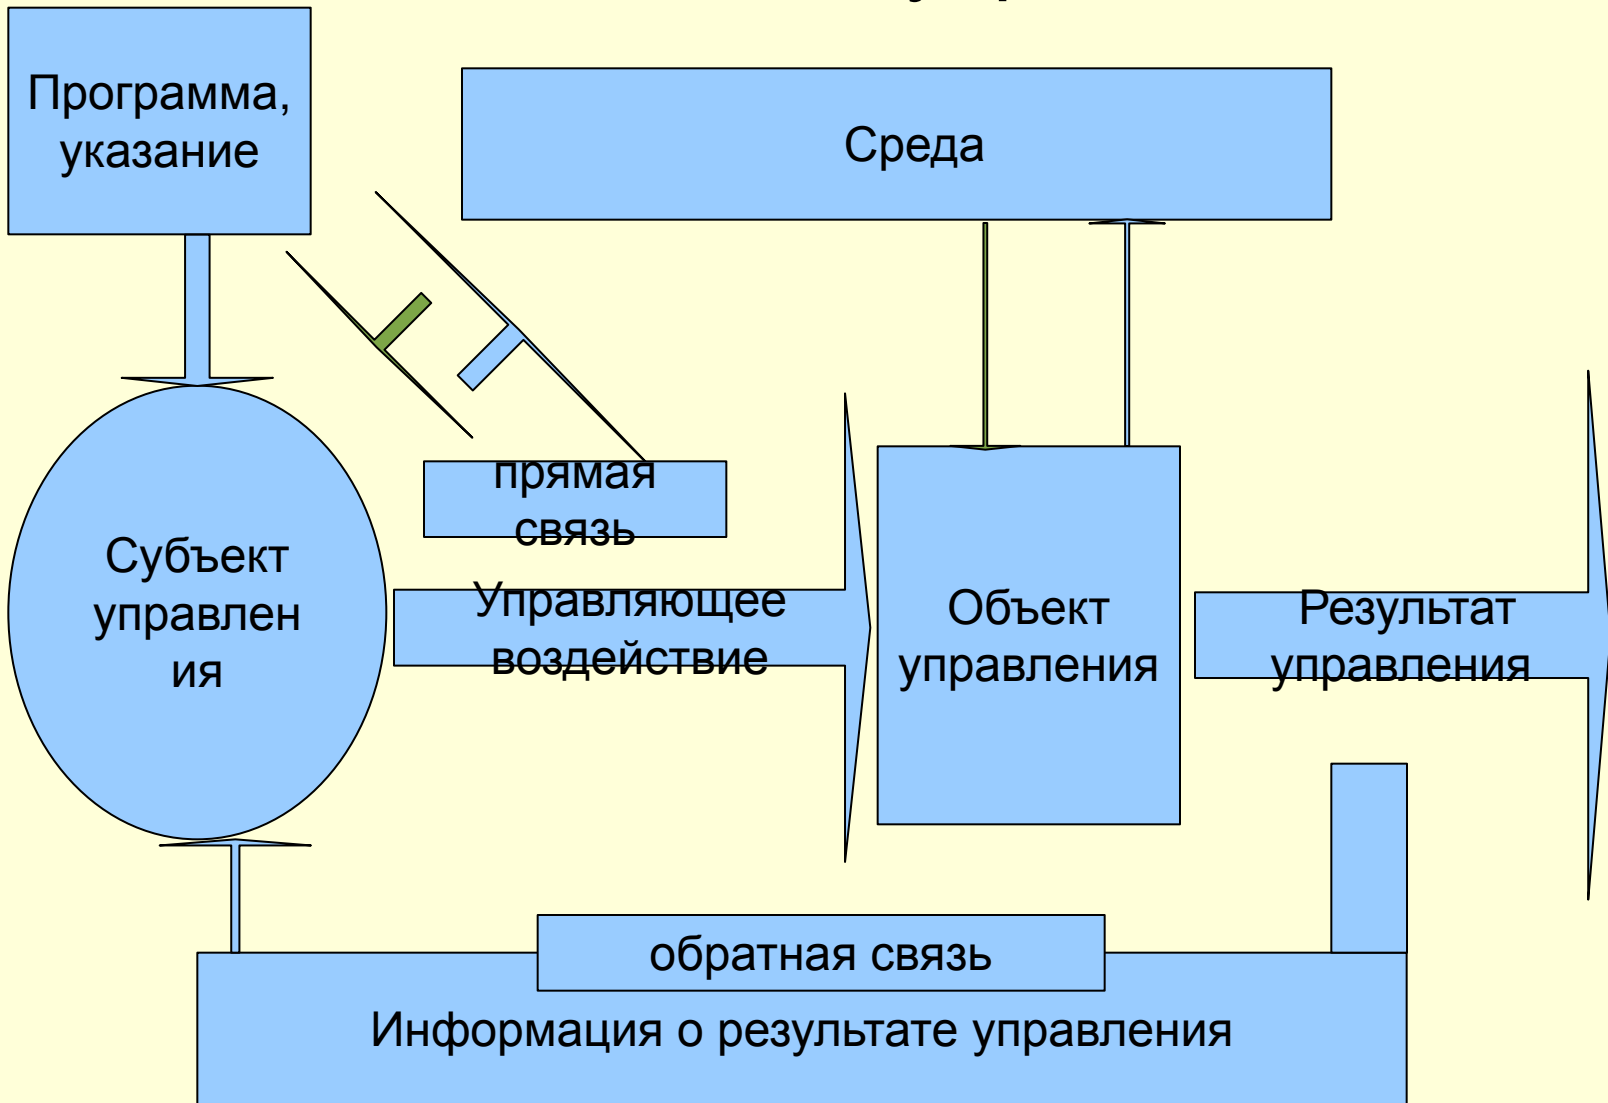 Программа,
указание
Среда
прямая
связь
Субъект
управлен
ия
Управляющее
воздействие
Объект
управления
Результат
управления
обратная связь
Информация о результате управления